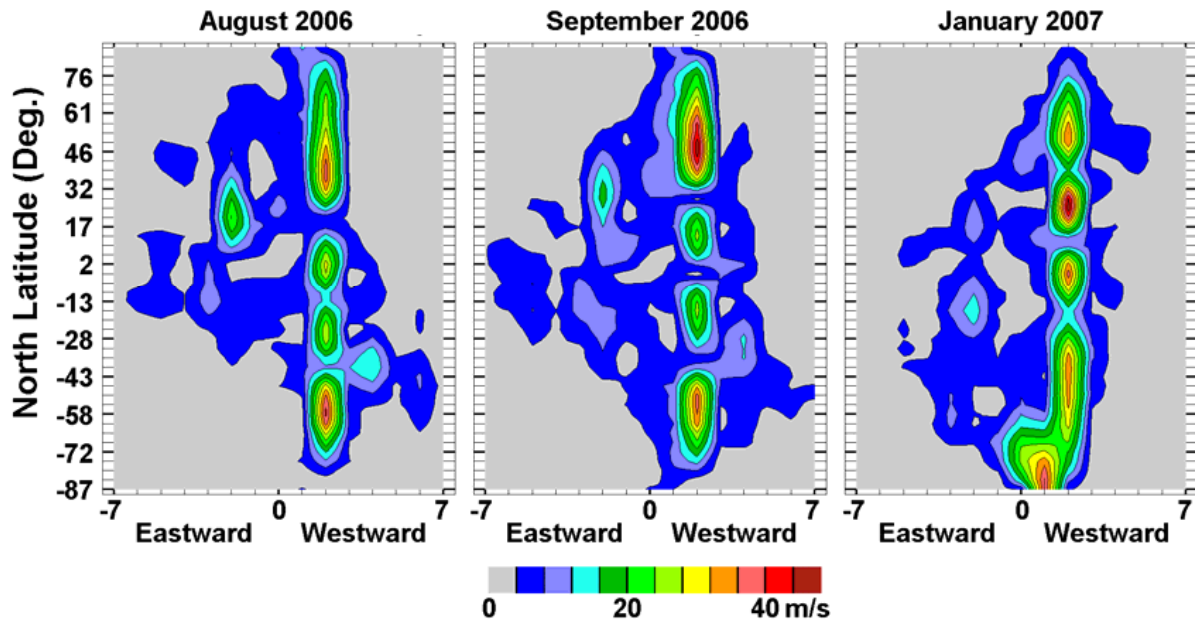 August 2006
September 2006
January 2007
North Latitude (Deg.)
76
61
46
32
17
2
-13
-28
-43
-58
-72
-87
-7 0 7
-7 0 7
-7 0 7
Eastward Westward
Eastward Westward
Eastward Westward
0 20 40 m/s